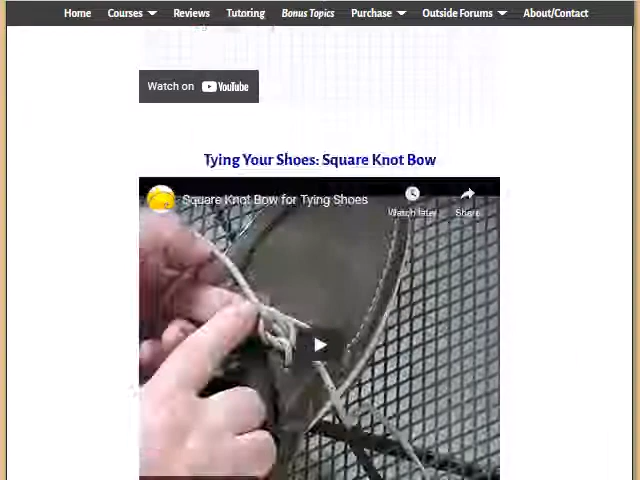 Home Courses Reviews Tutoring Bonus Topics Purchase Outside Forums About/Contact
Watch on YouTube
Tying Your Shoes: Square Knot Bow
Square Knot Bow for Tying Shoes
Watch later Share